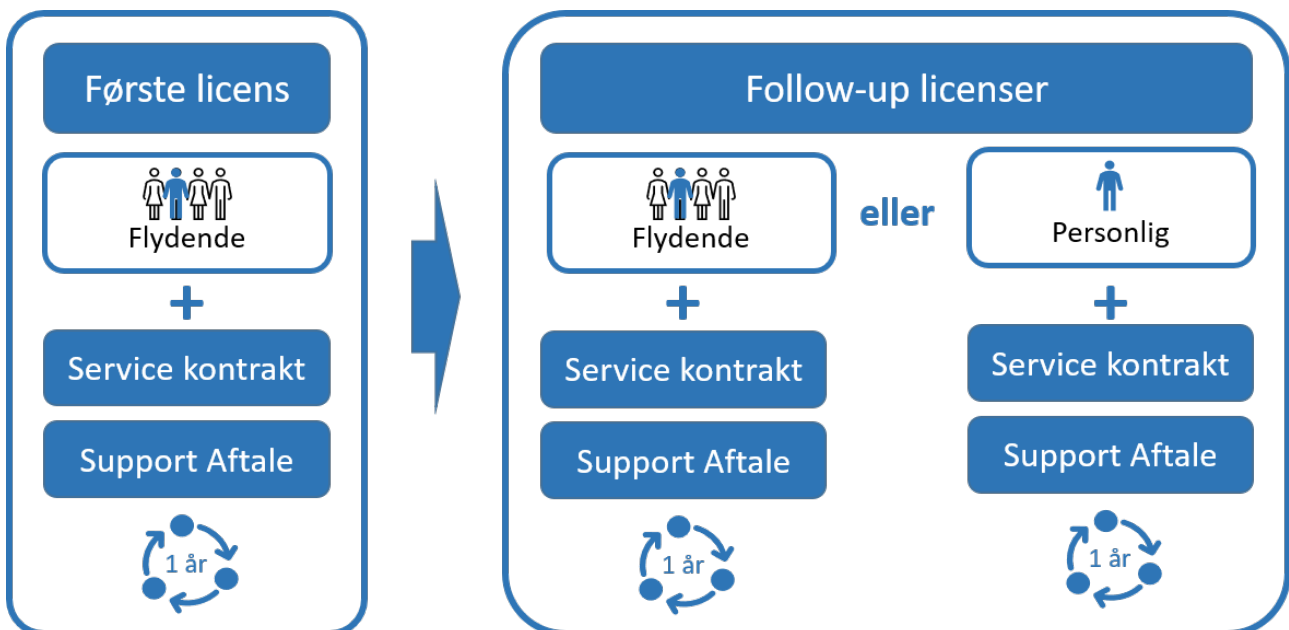 Første licens
Flydende
+
Service kontrakt
Support Aftale
1 år
Follow-up licenser
Flydende
+
Service kontrakt
Support Aftale
1 år
eller
Personlig
+
Service kontrakt
Support Aftale
1 år